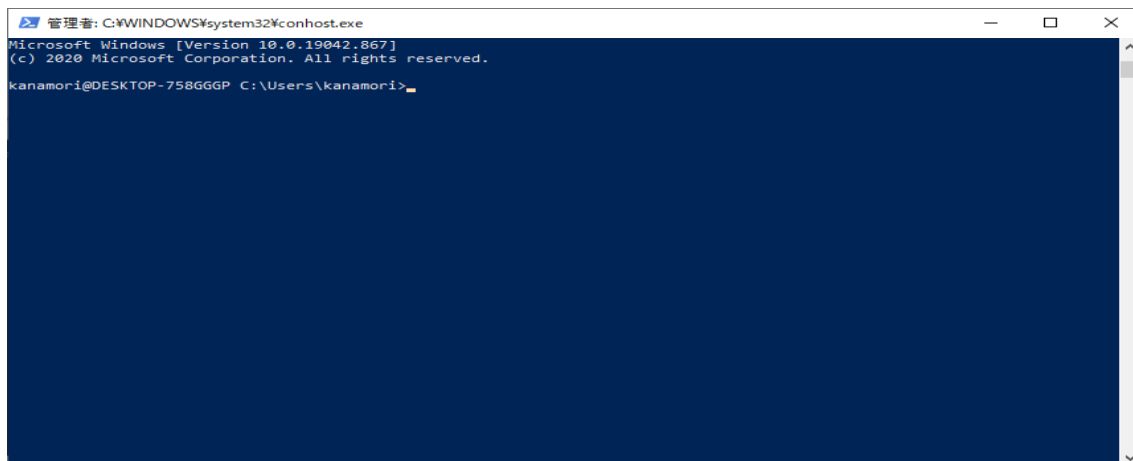 管理者: C:¥WINDOWS¥system32¥conhost.exe
Microsoft Windows [Version 10.0.19042.867]
(c) 2020 Microsoft Corporation. All rights reserved.
kanamori@DESKTOP-758GGGP C:\Users\kanamori>